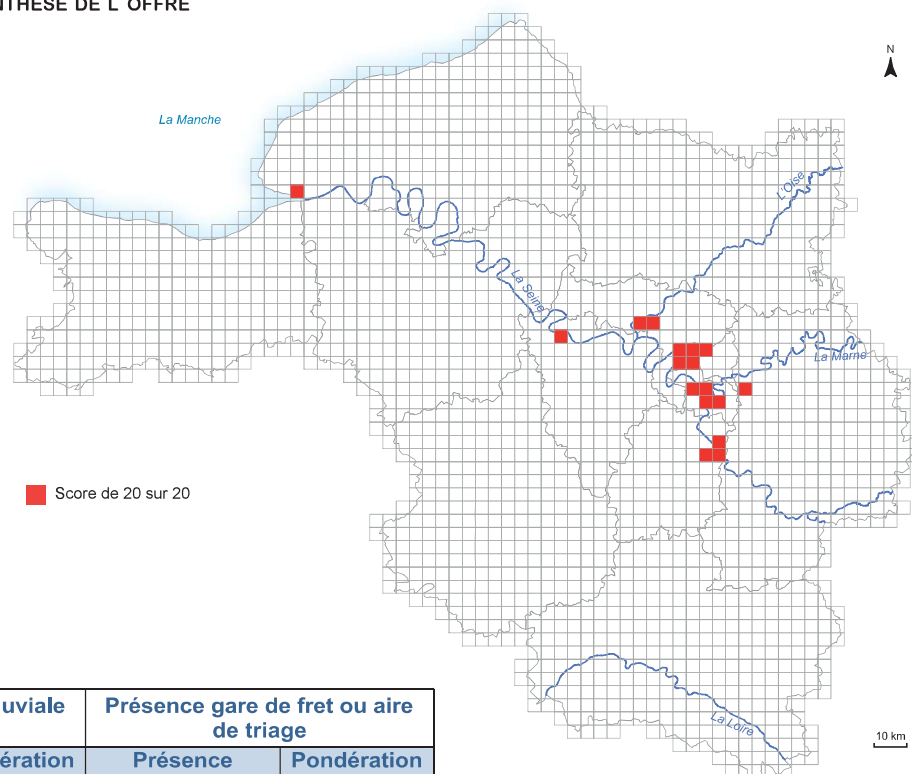 NTHÈSE DE L'OFFRE
N
La Manche
L'Oise
La Seine
La Marne
Score de 20 sur 20
La Loire
10 km
uviale
Présence gare de fret ou aire
de triage
ération
Présence
Pondération